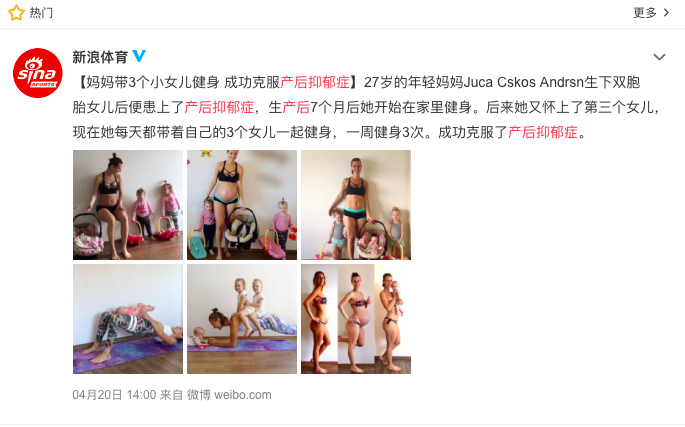 热门
更多
新浪体育
【妈妈带3个小女儿健身 成功克服产后抑郁症】27岁的年轻妈妈Juca Cskos Andrsn生下双胞
胎女儿后便患上了产后抑郁症，生产后7个月后她开始在家里健身。后来她又怀上了第三个女儿，
现在她每天都带着自己的3个女儿一起健身，一周健身3次。成功克服了产后抑郁症。
sina
SPORTS
04月20日 14:00 来自 微博 weibo.com